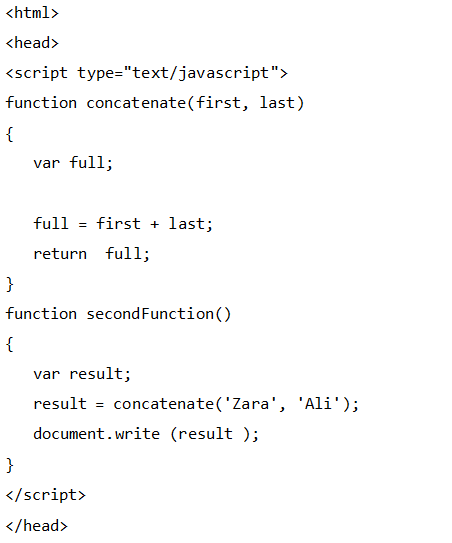 <html>
<head>
<script type="text/javascript">
function concatenate(first, last)
{
   var full;

   full = first + last;
   return  full;
}
function secondFunction()
{
   var result;
   result = concatenate('Zara', 'Ali');
   document.write (result );
}
</script>
</head>